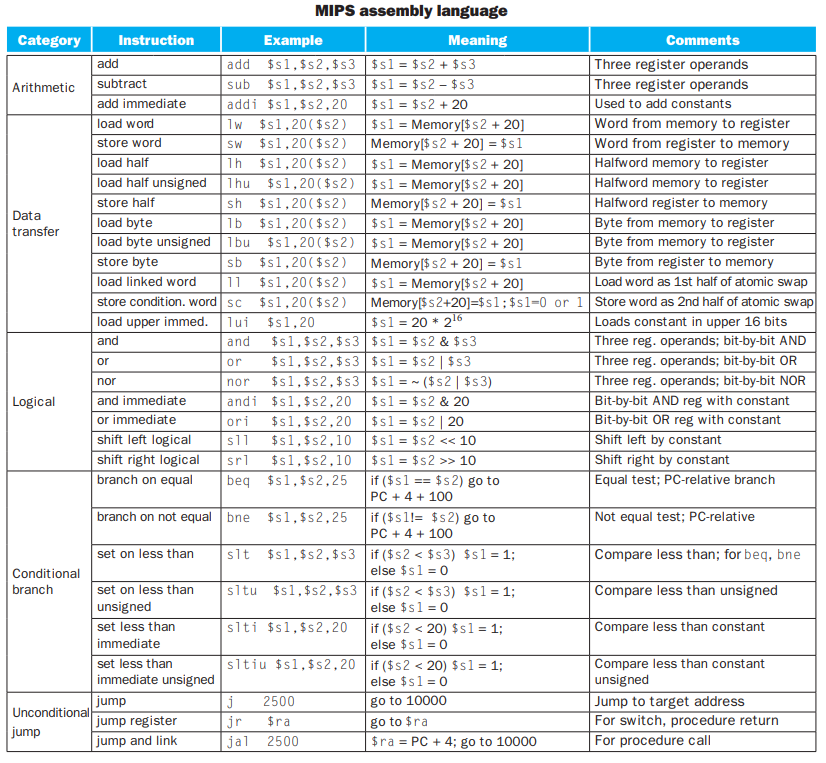 MIPS assembly language
Category Instruction Example Meaning Comments
Arithmetic
add add $s1,$s2,$s3 $s1 = $s2 + $s3 Three register operands
subtract sub $s1,$s2,$s3 $s1 = $s2 – $s3 Three register operands
add immediate addi $s1,$s2,20 $s1 = $s2 + 20 Used to add constants
Data transfer
load word lw $s1,20($s2) $s1 = Memory[$s2 + 20] Word from memory to register
store word sw $s1,20($s2) Memory[$s2 + 20] = $s1 Word from register to memory
load half lh $s1,20($s2) $s1 = Memory[$s2 + 20] Halfword memory to register
load half unsigned lhu $s1,20($s2) $s1 = Memory[$s2 + 20] Halfword memory to register
store half sh $s1,20($s2) Memory[$s2 + 20] = $s1 Halfword register to memory
load byte lb $s1,20($s2) $s1 = Memory[$s2 + 20] Byte from memory to register
load byte unsigned lbu $s1,20($s2) $s1 = Memory[$s2 + 20] Byte from memory to register
store byte sb $s1,20($s2) Memory[$s2 + 20] = $s1 Byte from register to memory
load linked word ll $s1,20($s2) $s1 = Memory[$s2 + 20] Load word as 1st half of atomic swap
store condition. word sc $s1,20($s2) Memory[$s2+20]=$s1;$s1=0 or 1 Store word as 2nd half of atomic swap
load upper immed. lui $s1,20 $s1 = 20 * 2¹⁶ Loads constant in upper 16 bits
Logical
and and $s1,$s2,$s3 $s1 = $s2 & $s3 Three reg. operands; bit-by-bit AND
or or $s1,$s2,$s3 $s1 = $s2 | $s3 Three reg. operands; bit-by-bit OR
nor nor $s1,$s2,$s3 $s1 = ~ ($s2 | $s3) Three reg. operands; bit-by-bit NOR
and immediate andi $s1,$s2,20 $s1 = $s2 & 20 Bit-by-bit AND reg with constant
or immediate ori $s1,$s2,20 $s1 = $s2 | 20 Bit-by-bit OR reg with constant
shift left logical sll $s1,$s2,10 $s1 = $s2 << 10 Shift left by constant
shift right logical srl $s1,$s2,10 $s1 = $s2 >> 10 Shift right by constant
Conditional branch
branch on equal beq $s1,$s2,25 if ($s1 == $s2) go to
PC + 4 + 100
Equal test; PC-relative branch
branch on not equal bne $s1,$s2,25 if ($s1!= $s2) go to
PC + 4 + 100
Not equal test; PC-relative
set on less than slt $s1,$s2,$s3 if ($s2 < $s3) $s1 = 1;
else $s1 = 0
Compare less than; for beq, bne
set on less than
unsigned
sltu $s1,$s2,$s3 if ($s2 < $s3) $s1 = 1;
else $s1 = 0
Compare less than unsigned
set less than
immediate
slti $s1,$s2,20 if ($s2 < 20) $s1 = 1;
else $s1 = 0
Compare less than constant
set less than
immediate unsigned
sltiu $s1,$s2,20 if ($s2 < 20) $s1 = 1;
else $s1 = 0
Compare less than constant
unsigned
Unconditional
jump
jump j 2500 go to 10000 Jump to target address
jump register jr $ra go to $ra For switch, procedure return
jump and link jal 2500 $ra = PC + 4; go to 10000 For procedure call